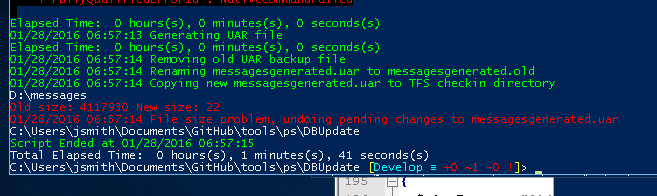 Elapsed Time:  0 hours(s), 0 minutes(s), 0 seconds(s)
01/28/2016 06:57:13 Generating UAR file
Elapsed Time:  0 hours(s), 0 minutes(s), 0 seconds(s)
01/28/2016 06:57:14 Removing old UAR backup file
01/28/2016 06:57:14 Renaming messagesgenerated.uar to messagesgenerated.old
01/28/2016 06:57:14 Copying new messagesgenerated.uar to TFS checkin directory
D:\messages
Old size: 4117930 New size: 22
01/28/2016 06:57:14 File size problem, undoing pending changes to messagesgenerated.uar
C:\Users\jsmith\Documents\GitHub\tools\ps\DBUpdate
Script Ended at 01/28/2016 06:57:15
Total Elapsed Time:  0 hours(s), 1 minutes(s), 41 seconds(s)
C:\Users\jsmith\Documents\GitHub\tools\ps\DBUpdate [Develop ≡ +0 ~1 -0 !]> _
195 {